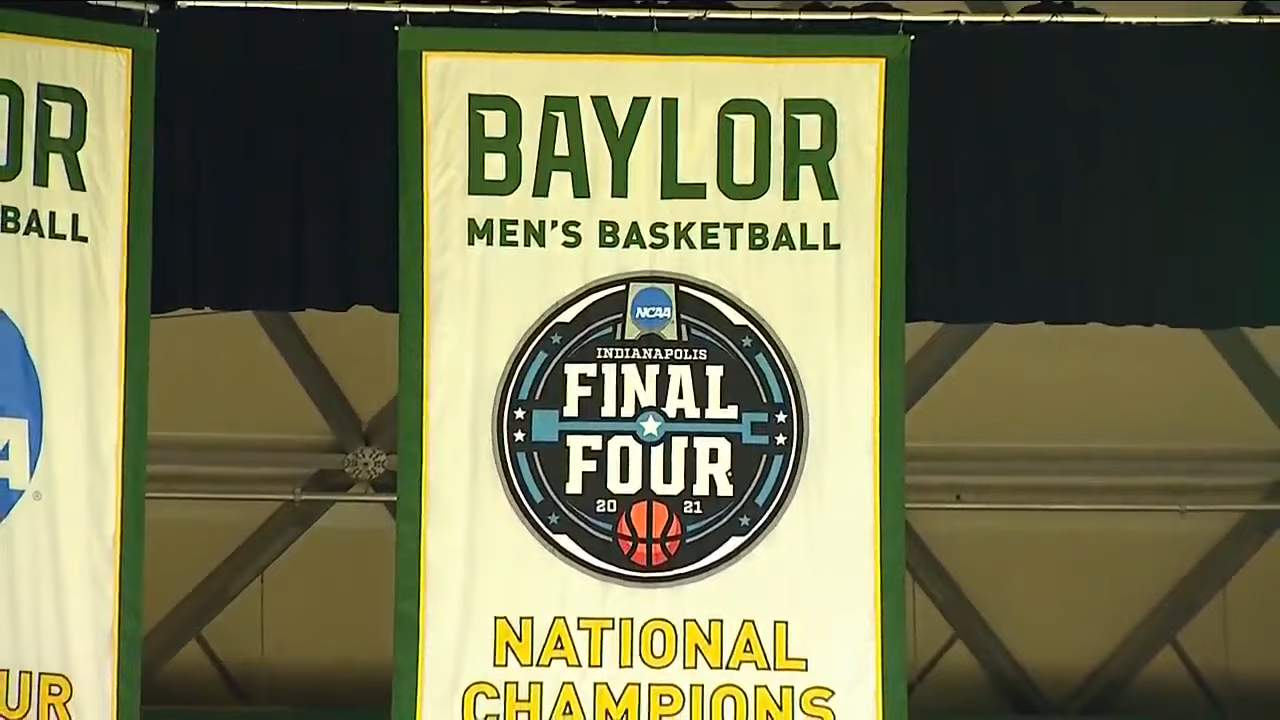 OR
BALL
A
®
UR
BAYLOR
MEN'S BASKETBALL
NCAA
INDIANAPOLIS
FINAL
FOUR
20 21
NATIONAL
CHAMPIONS